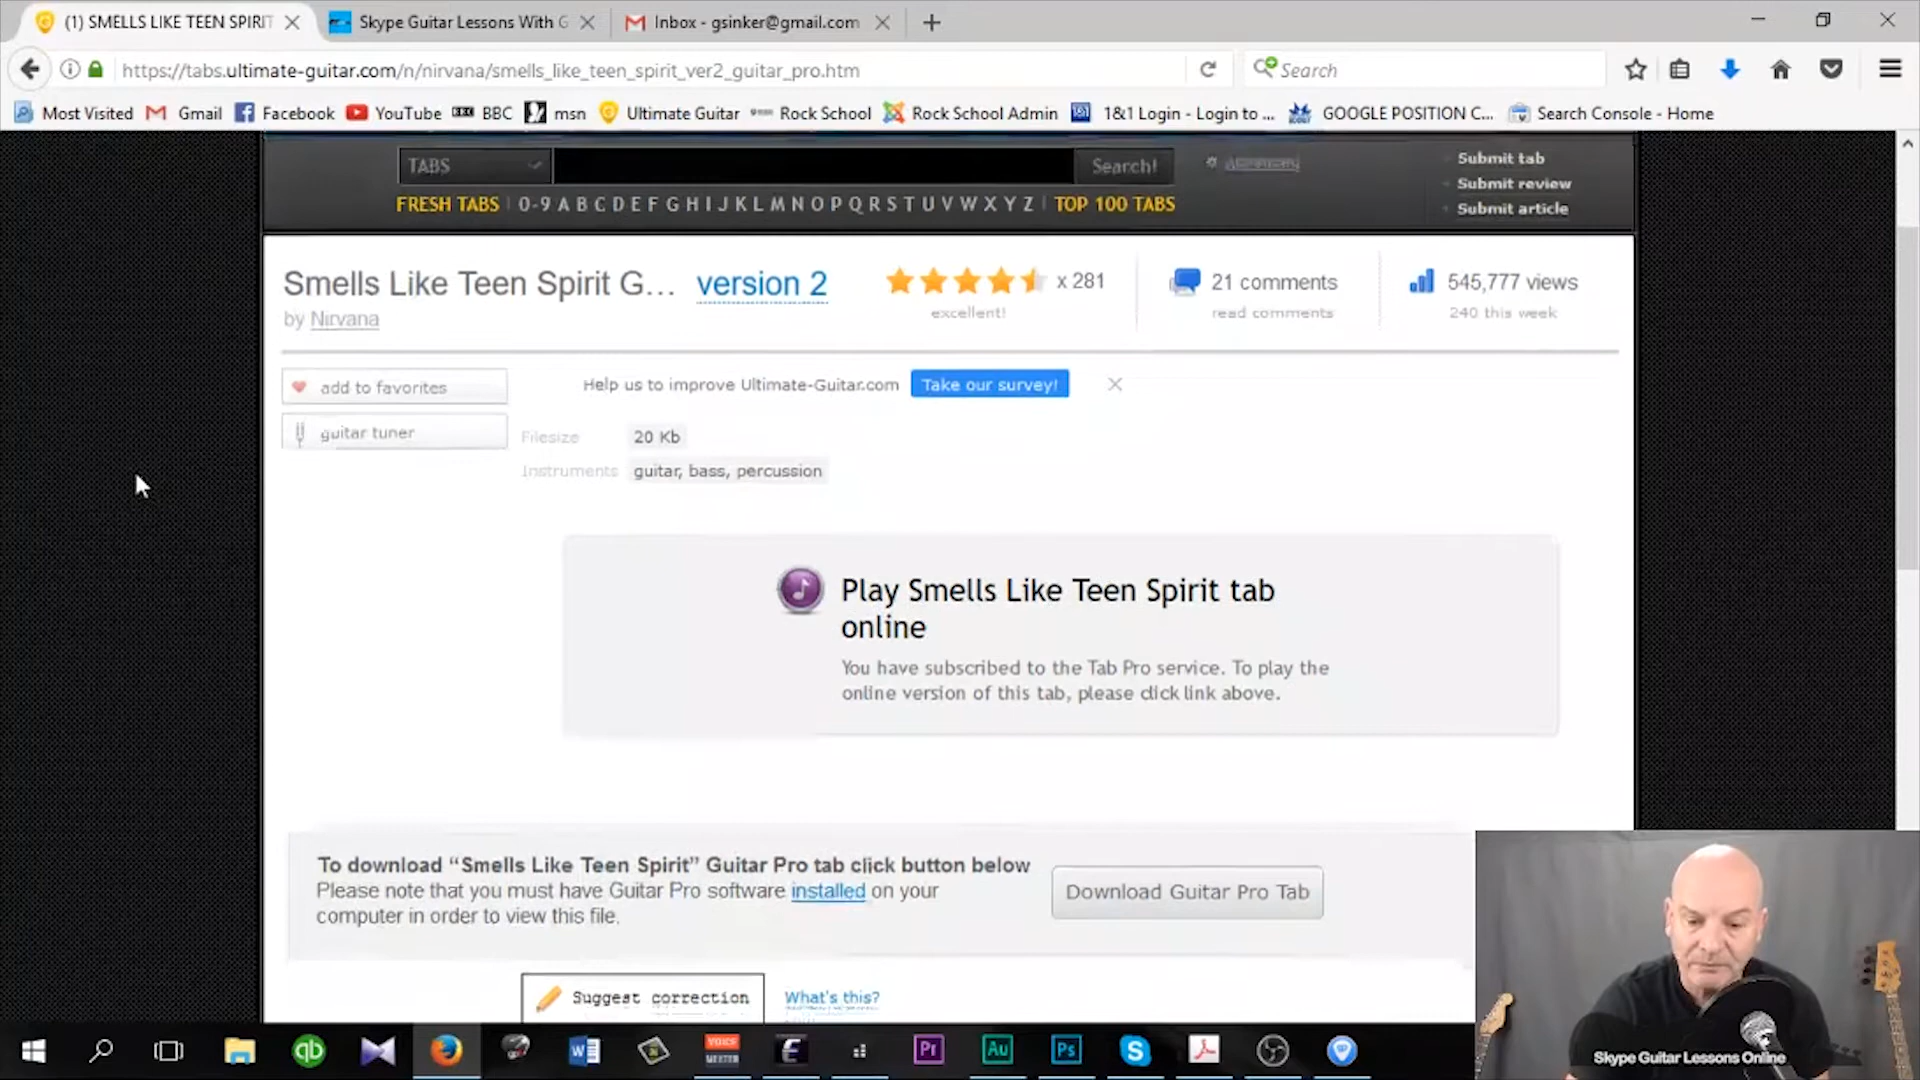 (1) SMELLS LIKE TEEN SPIRIT
Skype Guitar Lessons With G
Inbox - gsinker@gmail.com
https://tabs.ultimate-guitar.com/n/nirvana/smells_like_teen_spirit_ver2_guitar_pro.htm
Search
Most Visited
Gmail
Facebook
YouTube
BBC
msn
Ultimate Guitar
Rock School
Rock School Admin
1&1 Login - Login to ...
GOOGLE POSITION C...
Search Console - Home
TABS
Search!
Submit tab
Submit review
Submit article
FRESH TABS | 0-9 A B C D E F G H I J K L M N O P Q R S T U V W X Y Z | TOP 100 TABS
Smells Like Teen Spirit G... version 2
x 281
21 comments
545,777 views
by Nirvana
excellent!
read comments
240 this week
add to favorites
Help us to improve Ultimate-Guitar.com
Take our survey!
guitar tuner
Filesize 20 Kb
Instruments guitar, bass, percussion
Play Smells Like Teen Spirit tab
online
You have subscribed to the Tab Pro service. To play the
online version of this tab, please click link above.
To download “Smells Like Teen Spirit” Guitar Pro tab click button below
Please note that you must have Guitar Pro software installed on your
computer in order to view this file.
Download Guitar Pro Tab
Suggest correction
What's this?
qb
VOICE
MEETER
Pr
Au
Ps
Skype Guitar Lessons Online